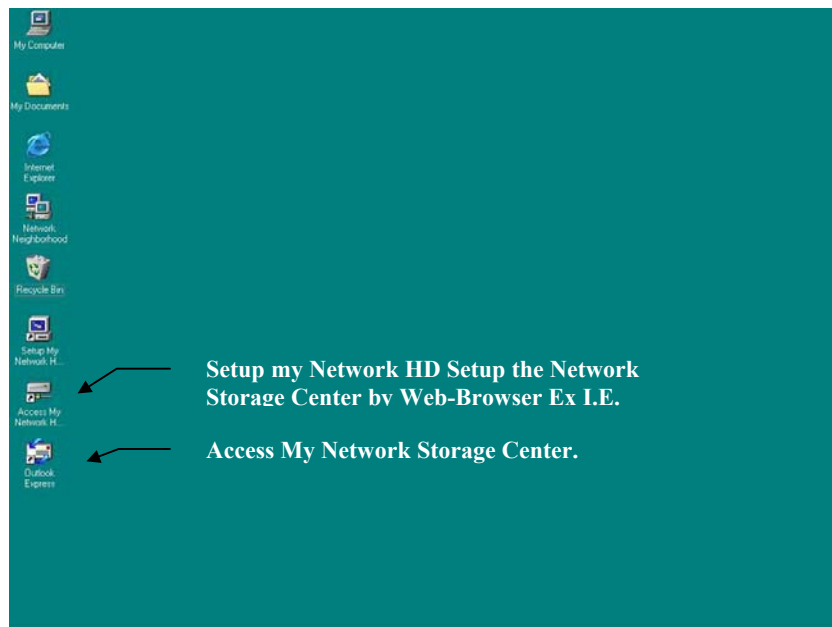 My Computer
My Documents
Internet
Explorer
Network
Neighborhood
Recycle Bin
Setup My
Network H...
Access My
Network H...
Outlook
Express
Setup my Network HD Setup the Network
Storage Center by Web-Browser Ex I.E.
Access My Network Storage Center.